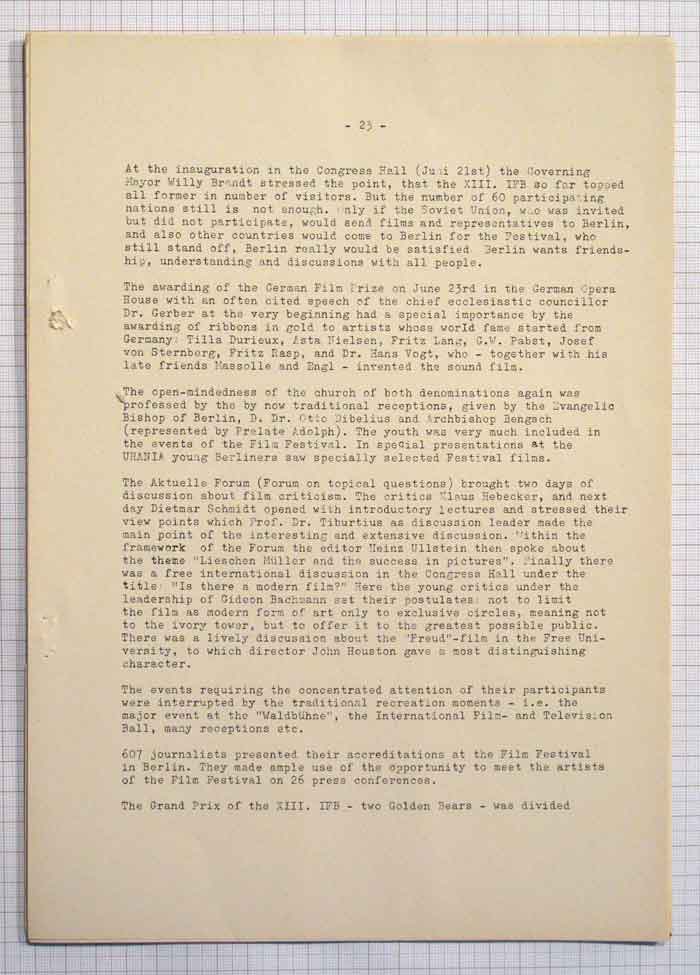 - 23 -
At the inauguration in the Congress Hall (Juni 21st) the Governing
Mayor Willy Brandt stressed the point, that the XIII. IFB so far topped
all former in number of visitors. But the number of 60 participating
nations still is not enough. Only if the Soviet Union, who was invited
but did not participate, would send films and representatives to Berlin,
and also other countries would come to Berlin for the Festival, who
still stand off, Berlin really would be satisfied Berlin wants friends-
hip, understanding and discussions with all people.
The awarding of the German Film Prize on June 23rd in the German Opera
House with an often cited speech of the chief ecclesiastic councillor
Dr. Gerber at the very beginning had a special importance by the
awarding of ribbons in gold to artists whose world fame started from
Germany: Tilla Durieux, Asta Nielsen, Fritz Lang, G.W. Pabst, Josef
von Sternberg, Fritz Rasp, and Dr. Hans Vogt, who - together with his
late friends Massolle and Engl - invented the sound film.
The open-mindedness of the church of both denominations again was
professed by the by now traditional receptions, given by the Evangelic
Bishop of Berlin, D. Dr. Otto Dibelius and Archbishop Bengsch
(represented by Prelate Adolph). The youth was very much included in
the events of the Film Festival. In special presentations at the
URANIA young Berliners saw specially selected Festival films.
The Aktuelle Forum (Forum on topical questions) brought two days of
discussion about film criticism. The critics Klaus Hebecker, and next
day Dietmar Schmidt opened with introductory lectures and stressed their
view points which Prof. Dr. Tiburtius as discussion leader made the
main point of the interesting and extensive discussion. Within the
framework of the Forum the editor Heinz Ullstein then spoke about
the theme "Lieschen Müller and the success in pictures". Finally there
was a free international discussion in the Congress Hall under the
title: "Is there a modern film?" Here the young critics under the
leadership of Gideon Bachmann set their postulates: not to limit
the film as modern form of art only to exclusive circles, meaning not
to the ivory tower, but to offer it to the greatest possible public.
There was a lively discussion about the "Freud"-film in the Free Uni-
versity, to which director John Houston gave a most distinguishing
character.
The events requiring the concentrated attention of their participants
were interrupted by the traditional recreation moments - i.e. the
major event at the "Waldbühne", the International Film- and Television
Ball, many receptions etc.
607 journalists presented their accreditations at the Film Festival
in Berlin. They made ample use of the opportunity to meet the artists
of the Film Festival on 26 press conferences.
The Grand Prix of the XIII. IFB - two Golden Bears - was divided